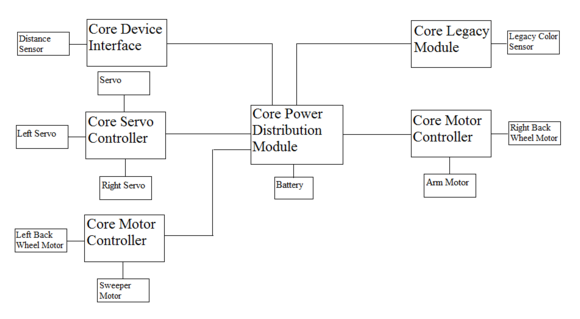 Distance
Sensor
Core Device
Interface
Core Legacy
Module
Legacy Color
Sensor
Servo
Left Servo
Core Servo
Controller
Right Servo
Core Power
Distribution
Module
Battery
Core Motor
Controller
Right Back
Wheel Motor
Arm Motor
Left Back
Wheel Motor
Core Motor
Controller
Sweeper
Motor